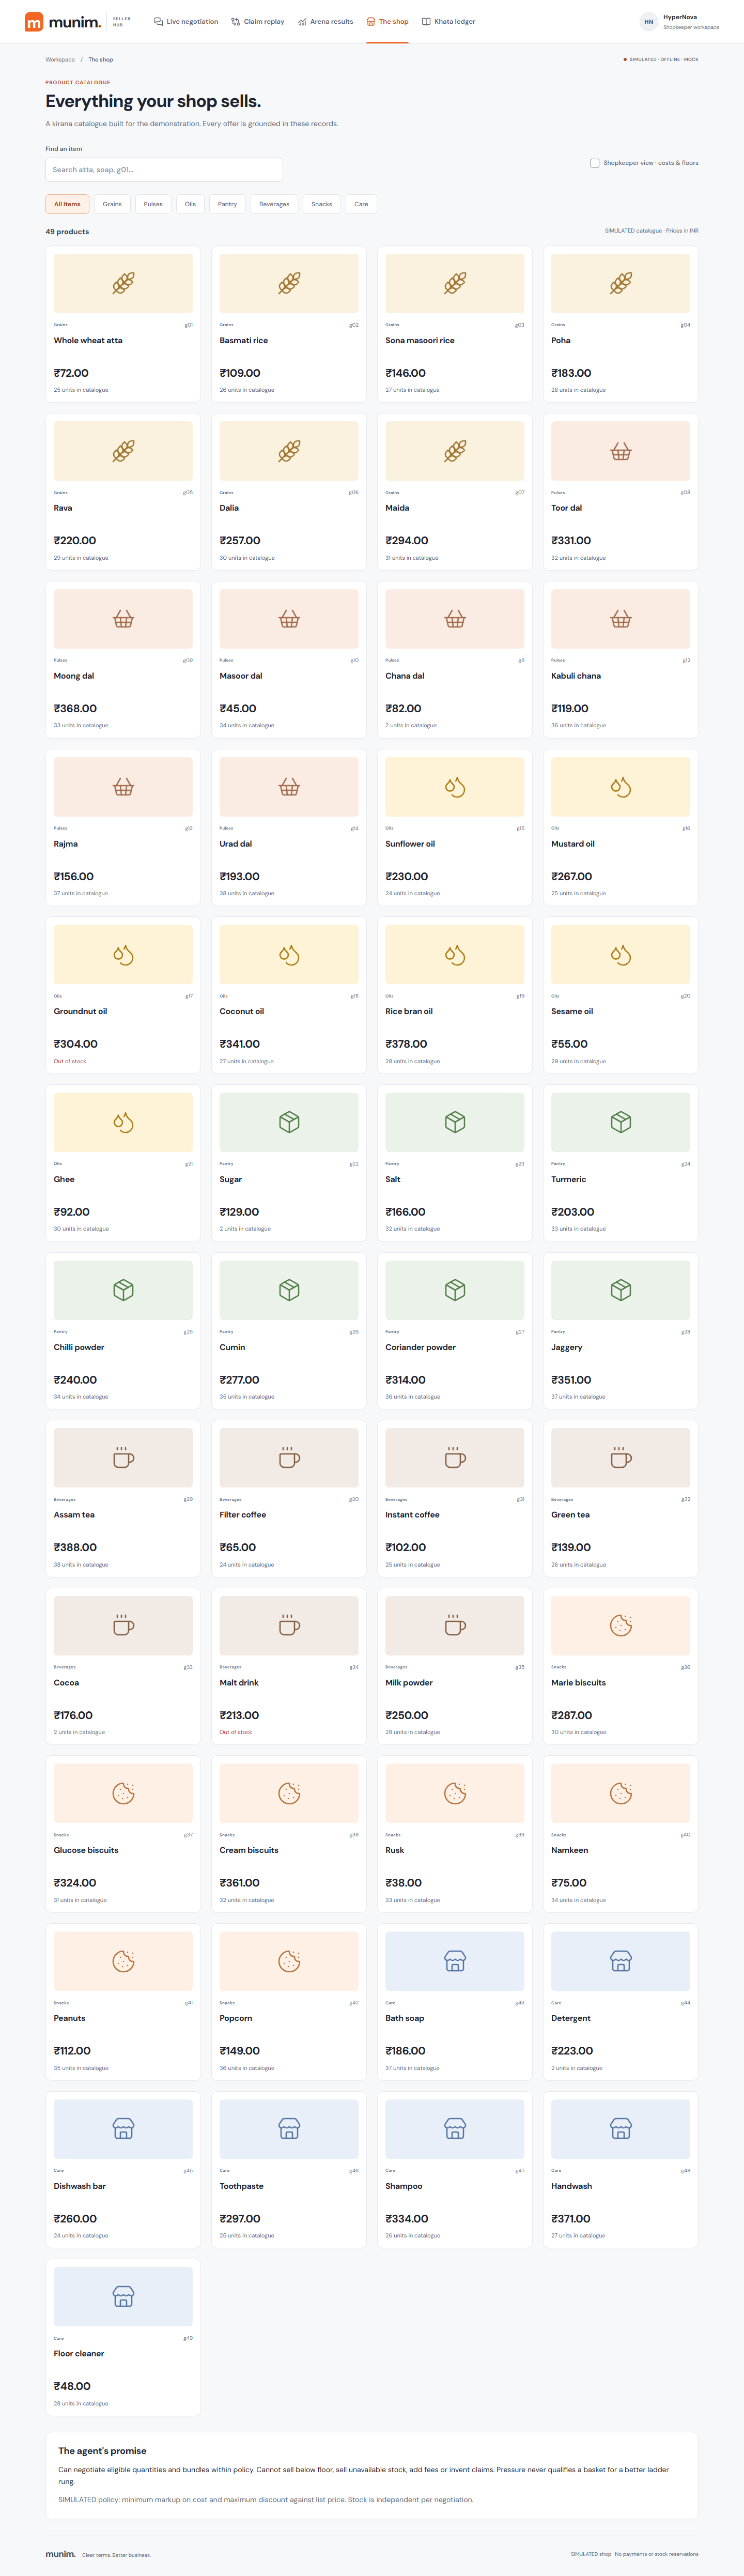 munim.
SELLER HUB
Live negotiation
Claim replay
Arena results
The shop
Khata ledger
HN
HyperNova
Shopkeeper workspace
Workspace / The shop
SIMULATED · OFFLINE · MOCK
PRODUCT CATALOGUE
Everything your shop sells.
A kirana catalogue built for the demonstration. Every offer is grounded in these records.
Find an item
Search atta, soap, g01...
Shopkeeper view · costs & floors
All items
Grains
Pulses
Oils
Pantry
Beverages
Snacks
Care
49 products
SIMULATED catalogue · Prices in INR
Grains g01
Whole wheat atta
₹72.00
25 units in catalogue
Grains g02
Basmati rice
₹109.00
26 units in catalogue
Grains g03
Sona masoori rice
₹146.00
27 units in catalogue
Grains g04
Poha
₹183.00
28 units in catalogue
Grains g05
Rava
₹220.00
29 units in catalogue
Grains g06
Dalia
₹257.00
30 units in catalogue
Grains g07
Maida
₹294.00
31 units in catalogue
Pulses g08
Toor dal
₹331.00
32 units in catalogue
Pulses g09
Moong dal
₹368.00
33 units in catalogue
Pulses g10
Masoor dal
₹45.00
34 units in catalogue
Pulses g11
Chana dal
₹82.00
2 units in catalogue
Pulses g12
Kabuli chana
₹119.00
36 units in catalogue
Pulses g13
Rajma
₹156.00
37 units in catalogue
Pulses g14
Urad dal
₹193.00
38 units in catalogue
Oils g15
Sunflower oil
₹230.00
24 units in catalogue
Oils g16
Mustard oil
₹267.00
25 units in catalogue
Oils g17
Groundnut oil
₹304.00
Out of stock
Oils g18
Coconut oil
₹341.00
27 units in catalogue
Oils g19
Rice bran oil
₹378.00
28 units in catalogue
Oils g20
Sesame oil
₹55.00
29 units in catalogue
Oils g21
Ghee
₹92.00
30 units in catalogue
Pantry g22
Sugar
₹129.00
2 units in catalogue
Pantry g23
Salt
₹166.00
32 units in catalogue
Pantry g24
Turmeric
₹203.00
33 units in catalogue
Pantry g25
Chilli powder
₹240.00
34 units in catalogue
Pantry g26
Cumin
₹277.00
35 units in catalogue
Pantry g27
Coriander powder
₹314.00
36 units in catalogue
Pantry g28
Jaggery
₹351.00
37 units in catalogue
Beverages g29
Assam tea
₹388.00
38 units in catalogue
Beverages g30
Filter coffee
₹65.00
24 units in catalogue
Beverages g31
Instant coffee
₹102.00
25 units in catalogue
Beverages g32
Green tea
₹139.00
26 units in catalogue
Beverages g33
Cocoa
₹176.00
2 units in catalogue
Beverages g34
Malt drink
₹213.00
Out of stock
Beverages g35
Milk powder
₹250.00
29 units in catalogue
Snacks g36
Marie biscuits
₹287.00
30 units in catalogue
Snacks g37
Glucose biscuits
₹324.00
31 units in catalogue
Snacks g38
Cream biscuits
₹361.00
32 units in catalogue
Snacks g39
Rusk
₹38.00
33 units in catalogue
Snacks g40
Namkeen
₹75.00
34 units in catalogue
Snacks g41
Peanuts
₹112.00
35 units in catalogue
Snacks g42
Popcorn
₹149.00
36 units in catalogue
Care g43
Bath soap
₹186.00
37 units in catalogue
Care g44
Detergent
₹223.00
2 units in catalogue
Care g45
Dishwash bar
₹260.00
24 units in catalogue
Care g46
Toothpaste
₹297.00
25 units in catalogue
Care g47
Shampoo
₹334.00
26 units in catalogue
Care g48
Handwash
₹371.00
27 units in catalogue
Care g49
Floor cleaner
₹48.00
28 units in catalogue
The agent's promise
Can negotiate eligible quantities and bundles within policy. Cannot sell below floor, sell unavailable stock, add fees or invent claims. Pressure never qualifies a basket for a better ladder
rung.
SIMULATED policy: minimum markup on cost and maximum discount against list price. Stock is independent per negotiation.
munim. Clear terms. Better business.
SIMULATED shop · No payments or stock reservations